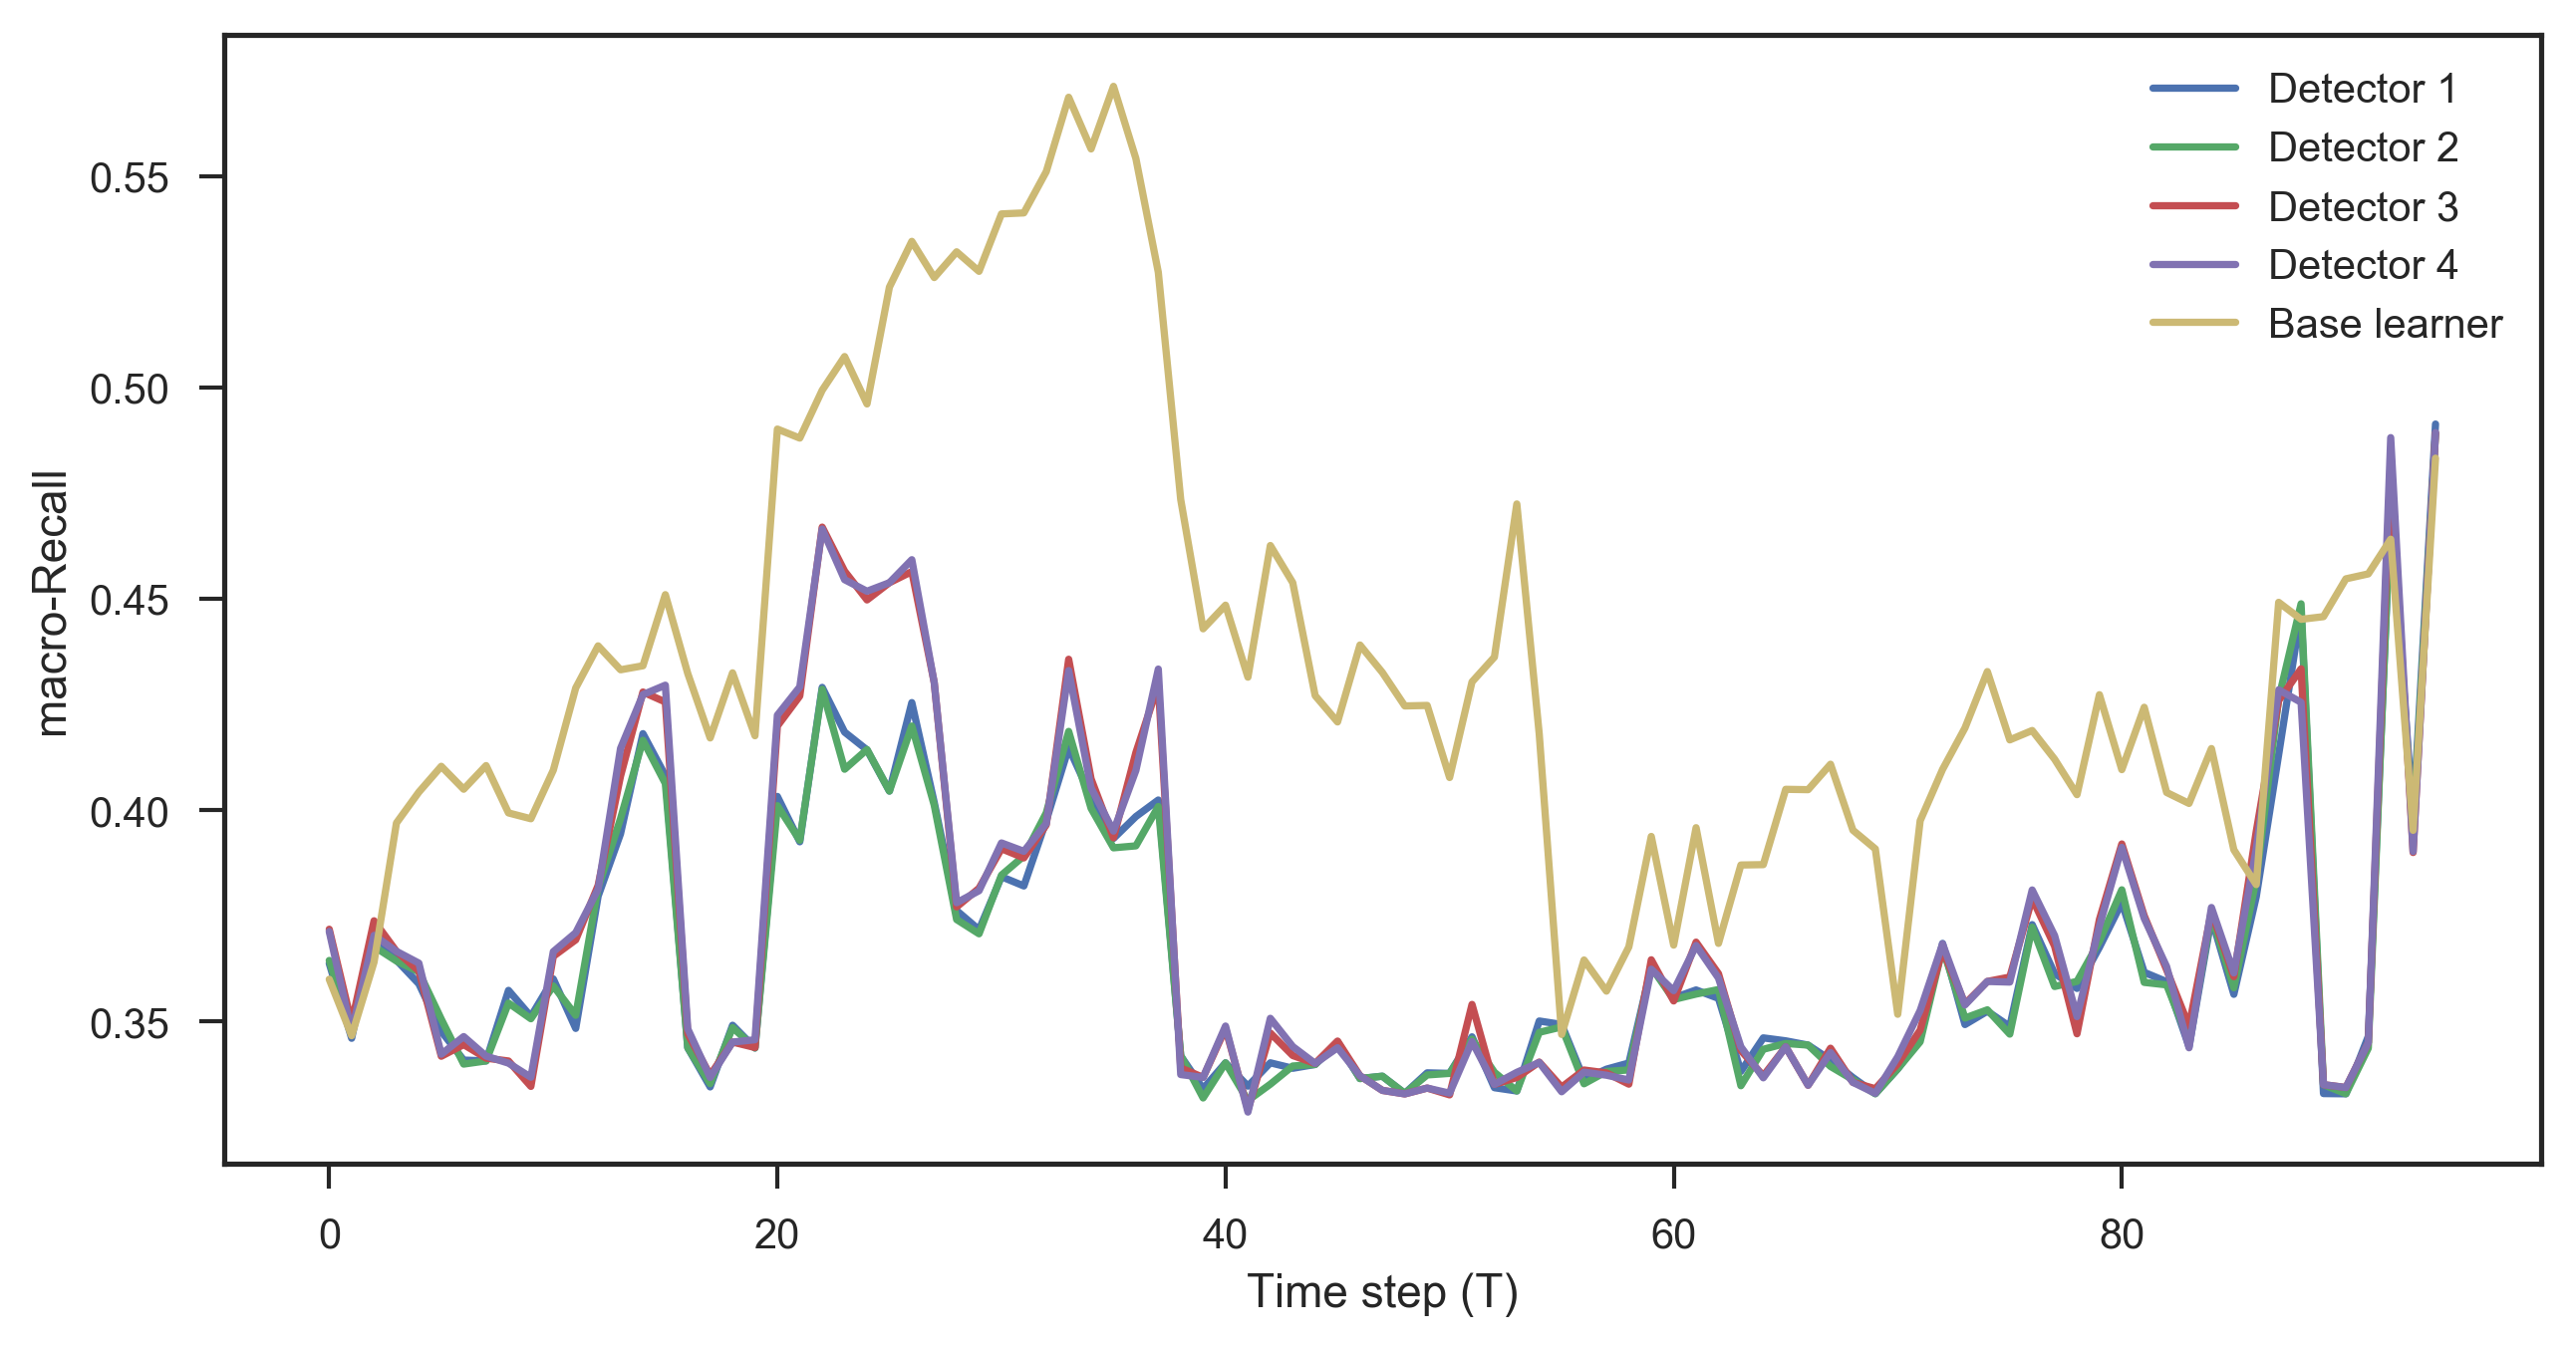 Detector 1
Detector 2
Detector 3
Detector 4
Base learner
macro-Recall
0.55
0.50
0.45
0.40
0.35
0 20 40 60 80
Time step (T)